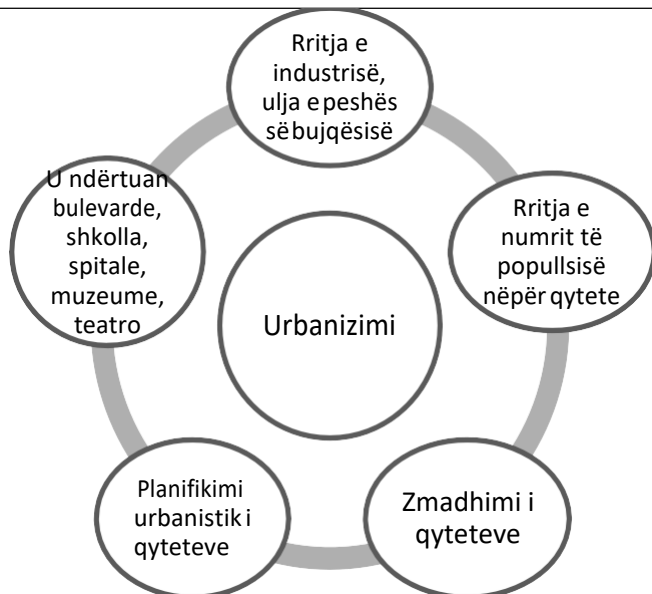 Rritja e
industrisë,
ulja e peshës
së bujqësisë
Rritja e
numrit të
popullsisë
nëpër qytete
Zmadhimi i
qyteteve
Planifikimi
urbanistik i
qyteteve
U ndërtuan
bulevarde,
shkolla,
spitale,
muzeume,
teatro
Urbanizimi